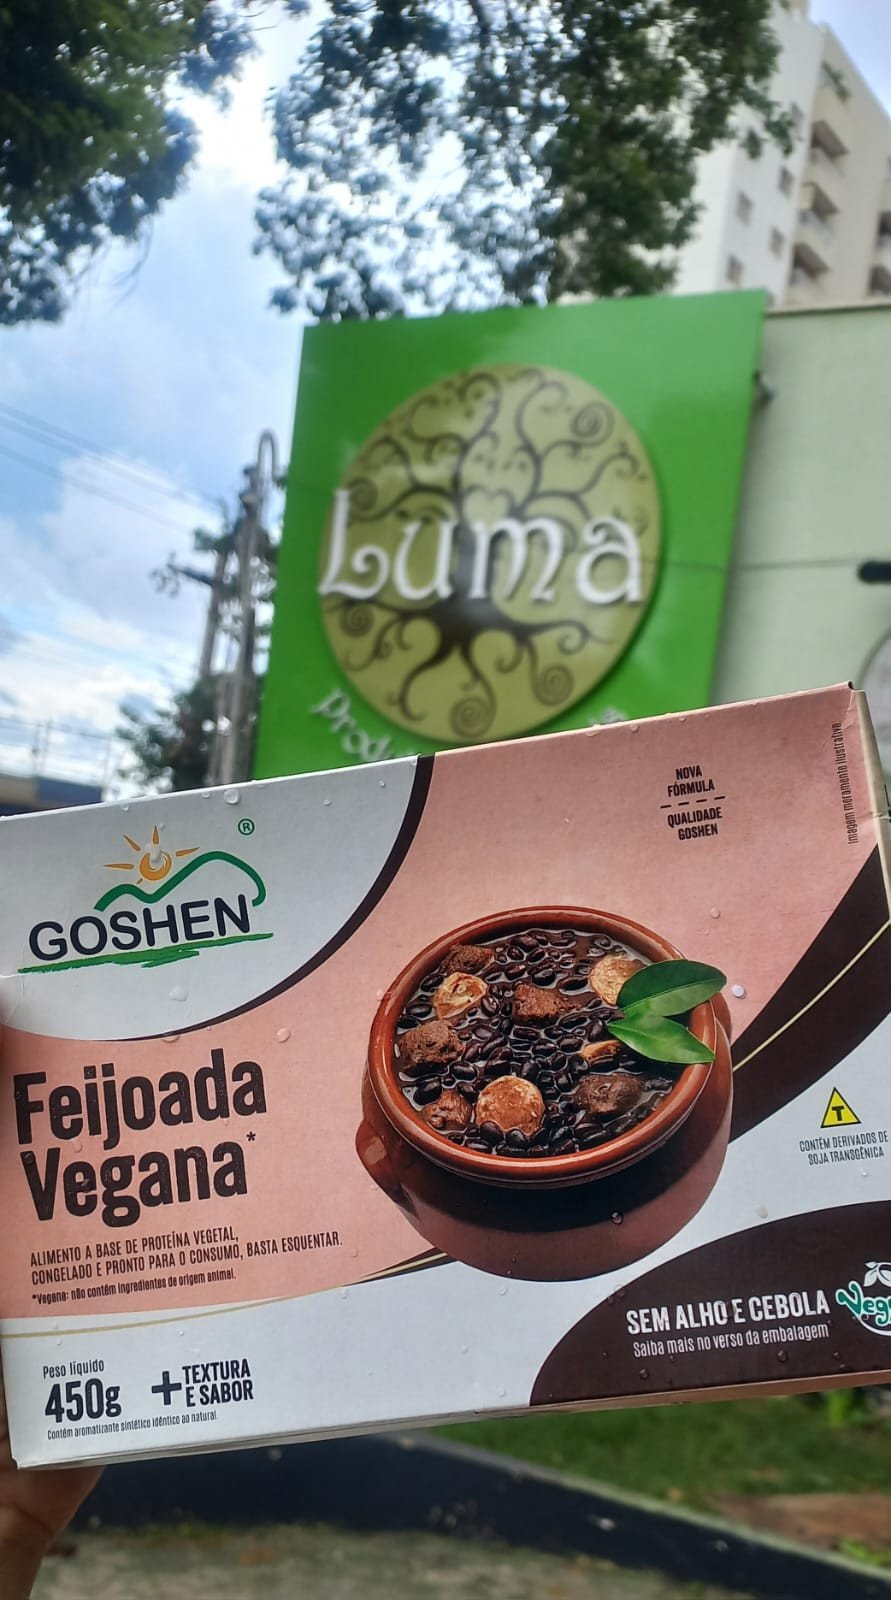 Luma
GOSHEN
®
NOVA
FÓRMULA
QUALIDADE
GOSHEN
Imagem meramente ilustrativa
Feijoada
Vegana*
ALIMENTO A BASE DE PROTEÍNA VEGETAL,
CONGELADO E PRONTO PARA O CONSUMO, BASTA ESQUENTAR.
*Vegana: não contém ingredientes de origem animal.
T
CONTÉM DERIVADOS DE
SOJA TRANSGÊNICA
SEM ALHO E CEBOLA
Saiba mais no verso da embalagem
Peso líquido
450g
+ TEXTURA
E SABOR
Contém aromatizante sintético idêntico ao natural.